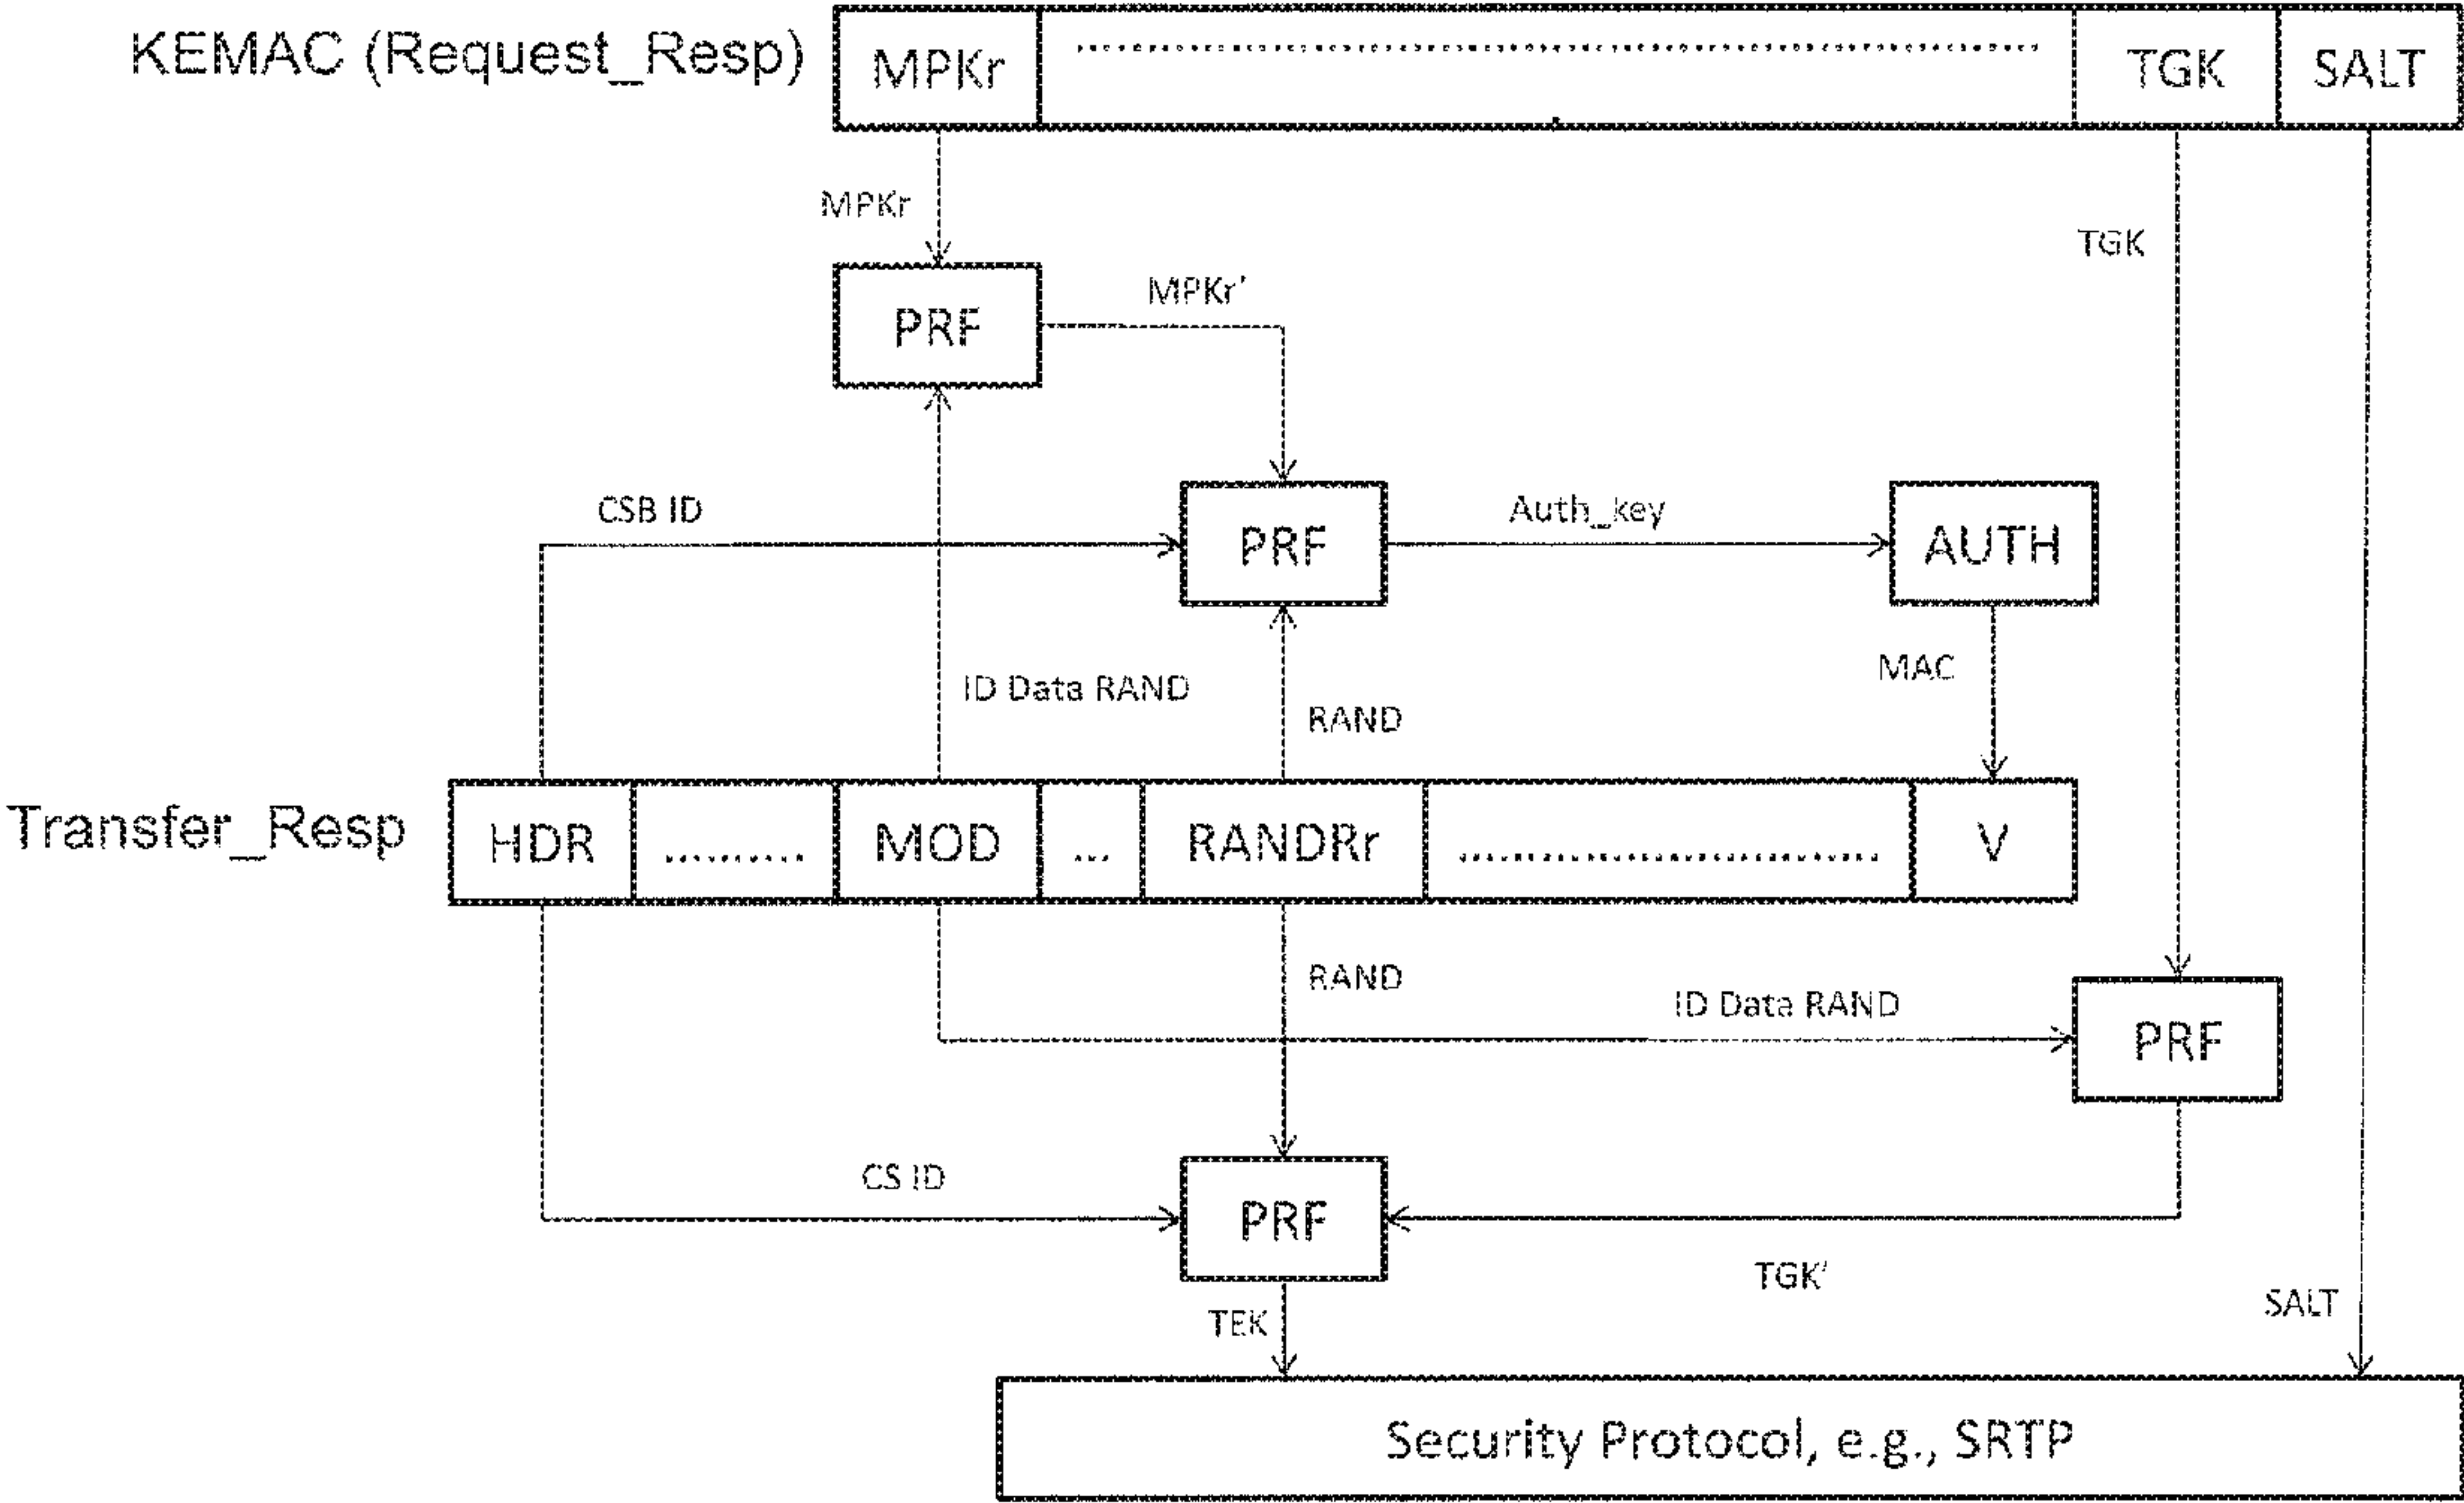 KEMAC (Request_Resp)
MPKr
TGK
SALT
MPKr
TGK
PRF
MPKr'
CSB ID
PRF
Auth_key
AUTH
ID Data RAND
RAND
MAC
Transfer_Resp
HDR
..........
MOD
...
RANDRr
V
RAND
ID Data RAND
PRF
CS ID
PRF
TGK'
TEK
SALT
Security Protocol, e.g., SRTP